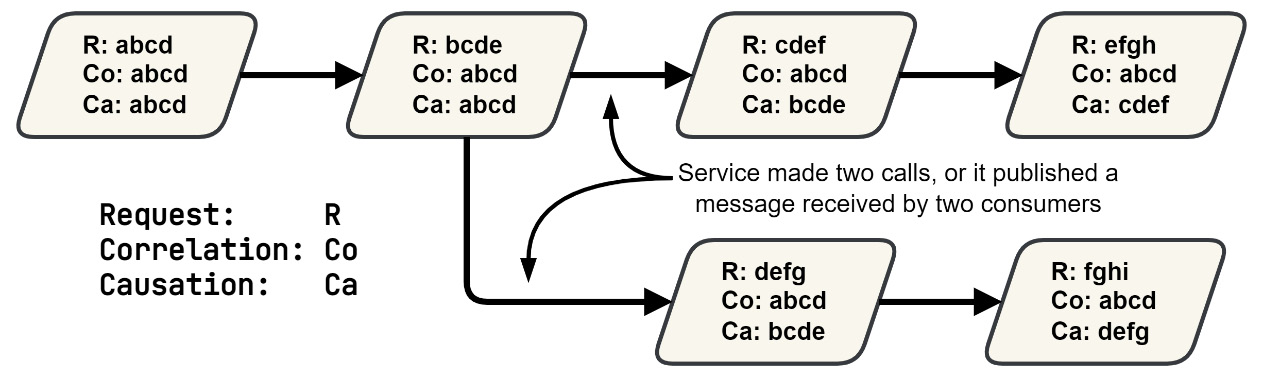 R: abcd
Co: abcd
Ca: abcd
R: bcde
Co: abcd
Ca: abcd
R: cdef
Co: abcd
Ca: bcde
R: efgh
Co: abcd
Ca: cdef
Service made two calls, or it published a
message received by two consumers
Request: R
Correlation: Co
Causation: Ca
R: defg
Co: abcd
Ca: bcde
R: fghi
Co: abcd
Ca: defg